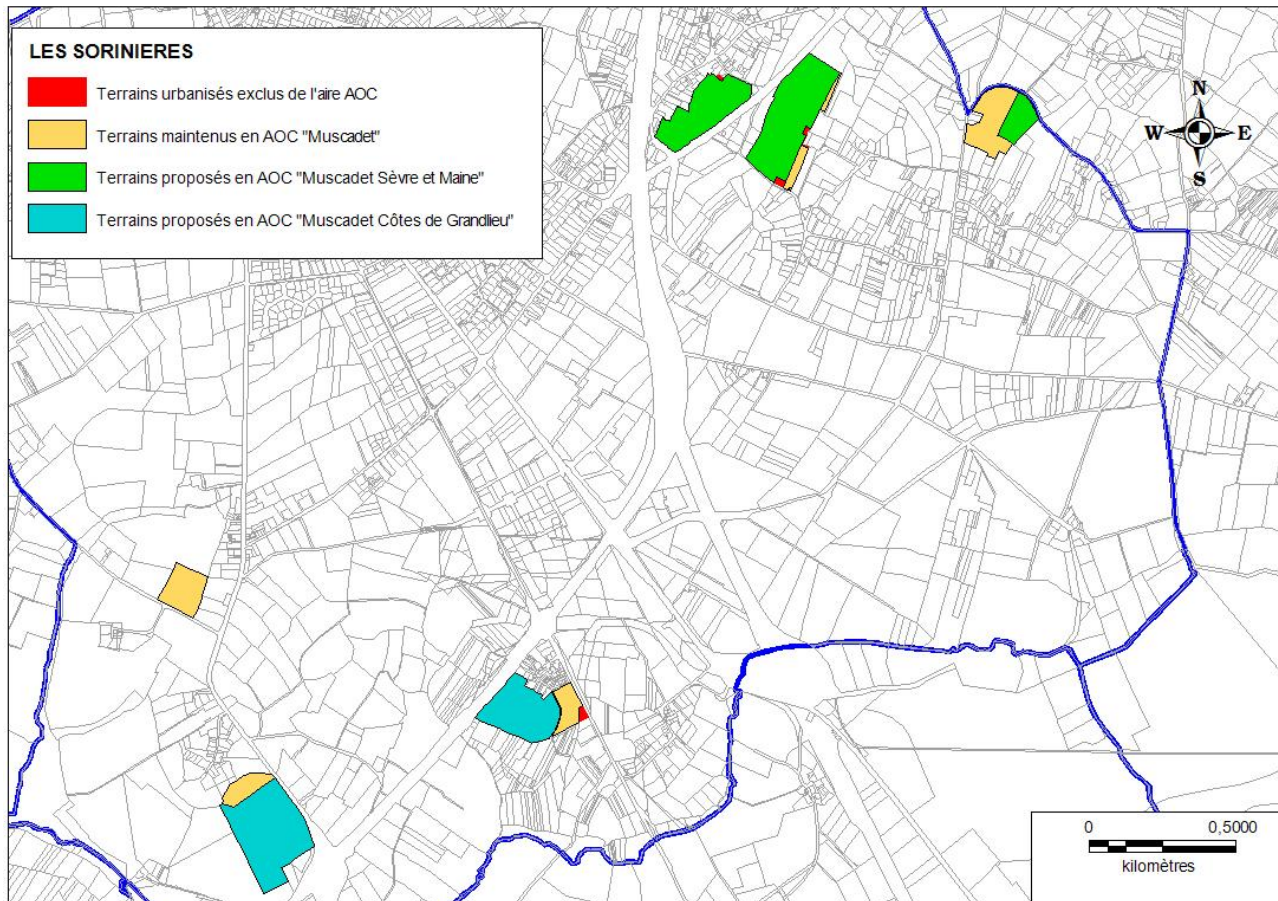 LES SORINIERES
Terrains urbanisés exclus de l'aire AOC
Terrains maintenus en AOC "Muscadet"
Terrains proposés en AOC "Muscadet Sèvre et Maine"
Terrains proposés en AOC "Muscadet Côtes de Grandlieu"
N
W E
S
0 0,5000
kilomètres